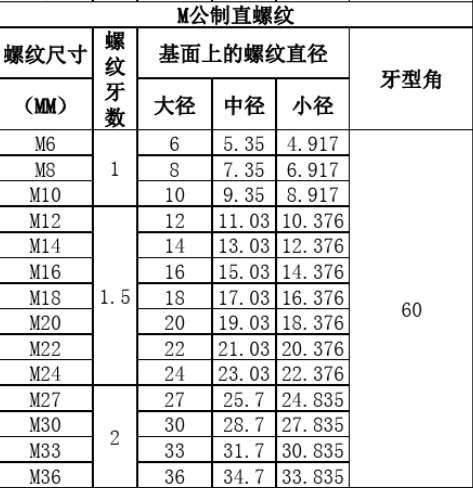 M公制直螺纹
螺纹尺寸 螺纹牙数 基面上的螺纹直径 牙型角
（MM） 大径 中径 小径
M6 1 6 5.35 4.917 60
M8 8 7.35 6.917
M10 10 9.35 8.917
M12 1.5 12 11.03 10.376
M14 14 13.03 12.376
M16 16 15.03 14.376
M18 18 17.03 16.376
M20 20 19.03 18.376
M22 22 21.03 20.376
M24 24 23.03 22.376
M27 2 27 25.7 24.835
M30 30 28.7 27.835
M33 33 31.7 30.835
M36 36 34.7 33.835